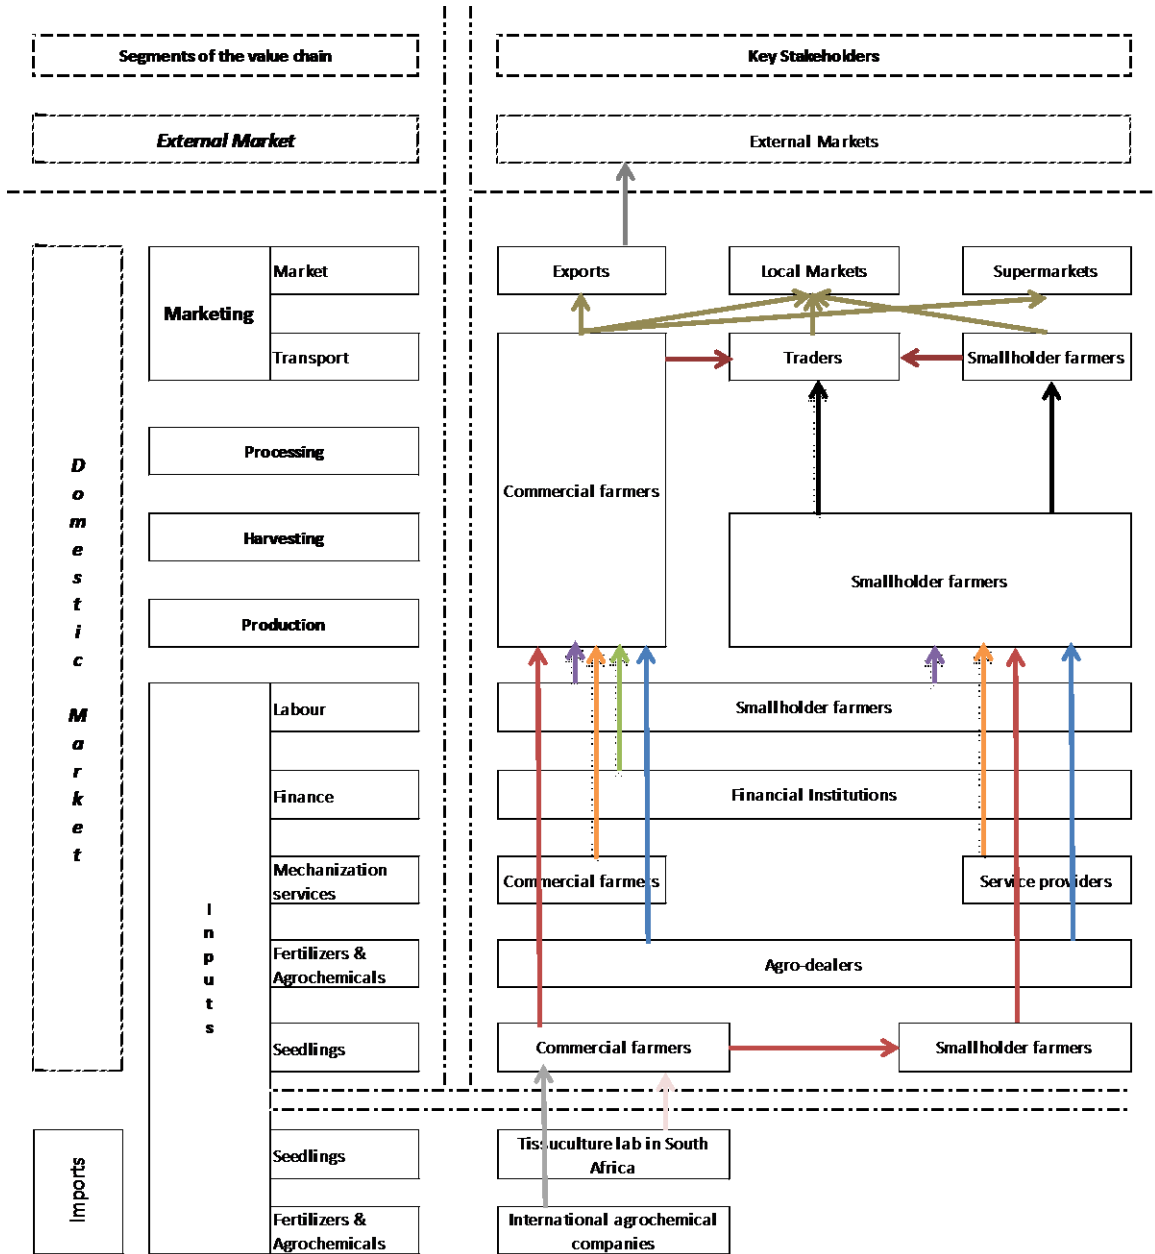 Segments of the value chain
Key Stakeholders
External Market
External Markets
Domestic Market
Marketing
Market
Transport
Exports
Local Markets
Supermarkets
Traders
Smallholder farmers
Processing
Commercial farmers
Harvesting
Smallholder farmers
Production
Inputs
Labour
Smallholder farmers
Finance
Financial Institutions
Mechanization
services
Commercial farmers
Service providers
Fertilizers &
Agrochemicals
Agro-dealers
Seedlings
Commercial farmers
Smallholder farmers
Imports
Seedlings
Tissuculture lab in South
Africa
Fertilizers &
Agrochemicals
International agrochemical
companies